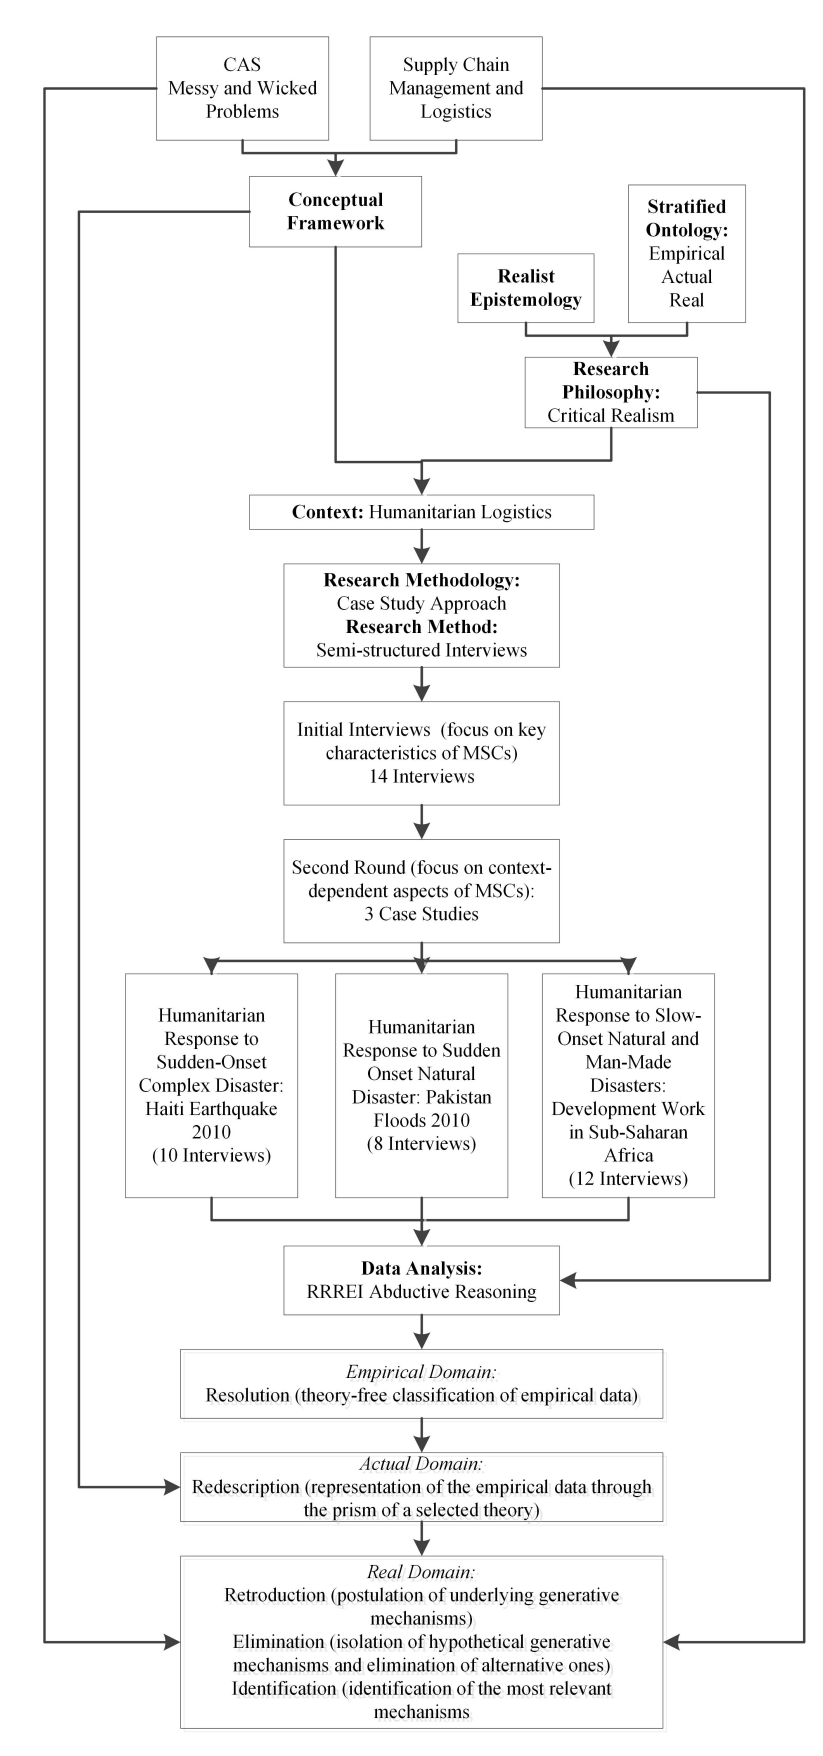 CAS
Messy and Wicked
Problems
Supply Chain
Management and
Logistics
Conceptual
Framework
Stratified
Ontology:
Empirical
Actual
Real
Realist
Epistemology
Research
Philosophy:
Critical Realism
Context: Humanitarian Logistics
Research Methodology:
Case Study Approach
Research Method:
Semi-structured Interviews
Initial Interviews (focus on key
characteristics of MSCs)
14 Interviews
Second Round (focus on context-
dependent aspects of MSCs):
3 Case Studies
Humanitarian
Response to
Sudden-Onset
Complex Disaster:
Haiti Earthquake
2010
(10 Interviews)
Humanitarian
Response to Sudden
Onset Natural
Disaster: Pakistan
Floods 2010
(8 Interviews)
Humanitarian
Response to Slow-
Onset Natural and
Man-Made
Disasters:
Development Work
in Sub-Saharan
Africa
(12 Interviews)
Data Analysis:
RRREI Abductive Reasoning
Empirical Domain:
Resolution (theory-free classification of empirical data)
Actual Domain:
Redescription (representation of the empirical data through
the prism of a selected theory)
Real Domain:
Retroduction (postulation of underlying generative
mechanisms)
Elimination (isolation of hypothetical generative
mechanisms and elimination of alternative ones)
Identification (identification of the most relevant
mechanisms